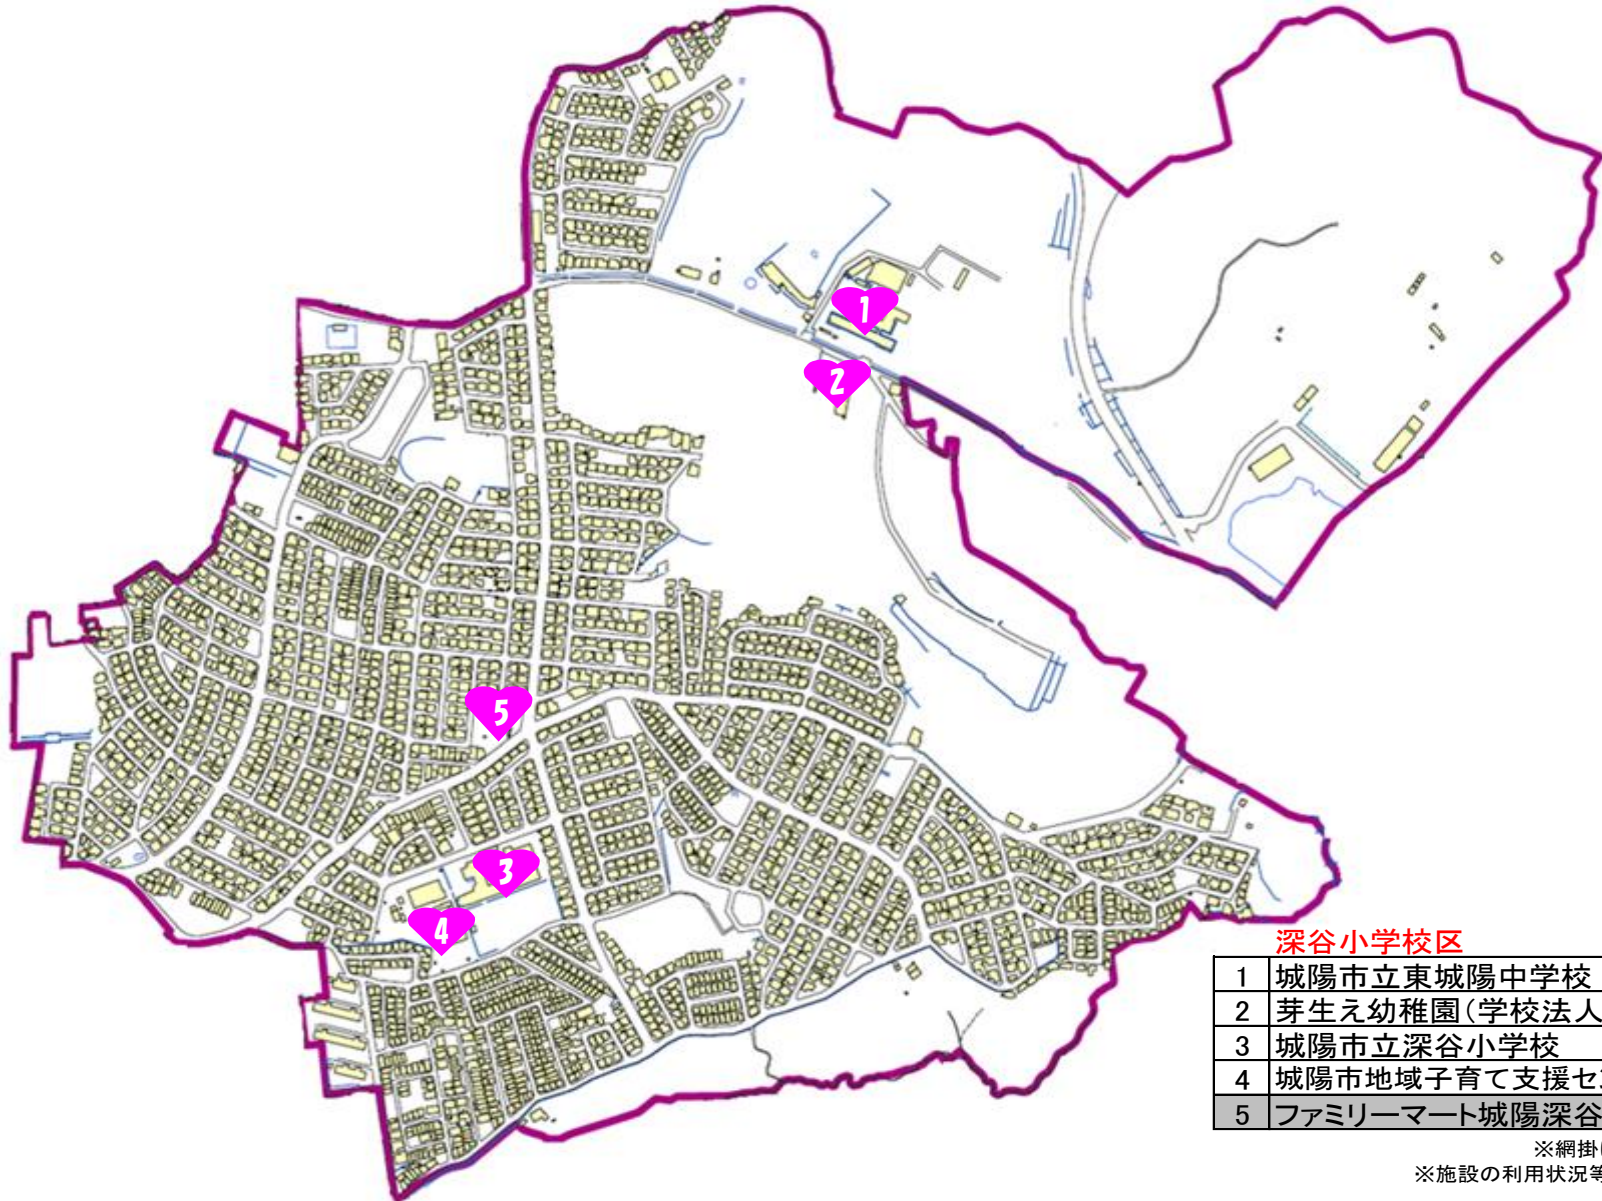 1
2
5
3
4
深谷小学校区
1 城陽市立東城陽中学校
2 芽生え幼稚園(学校法人
3 城陽市立深谷小学校
4 城陽市地域子育て支援セ
5 ファミリーマート城陽深谷
※網掛
※施設の利用状況等